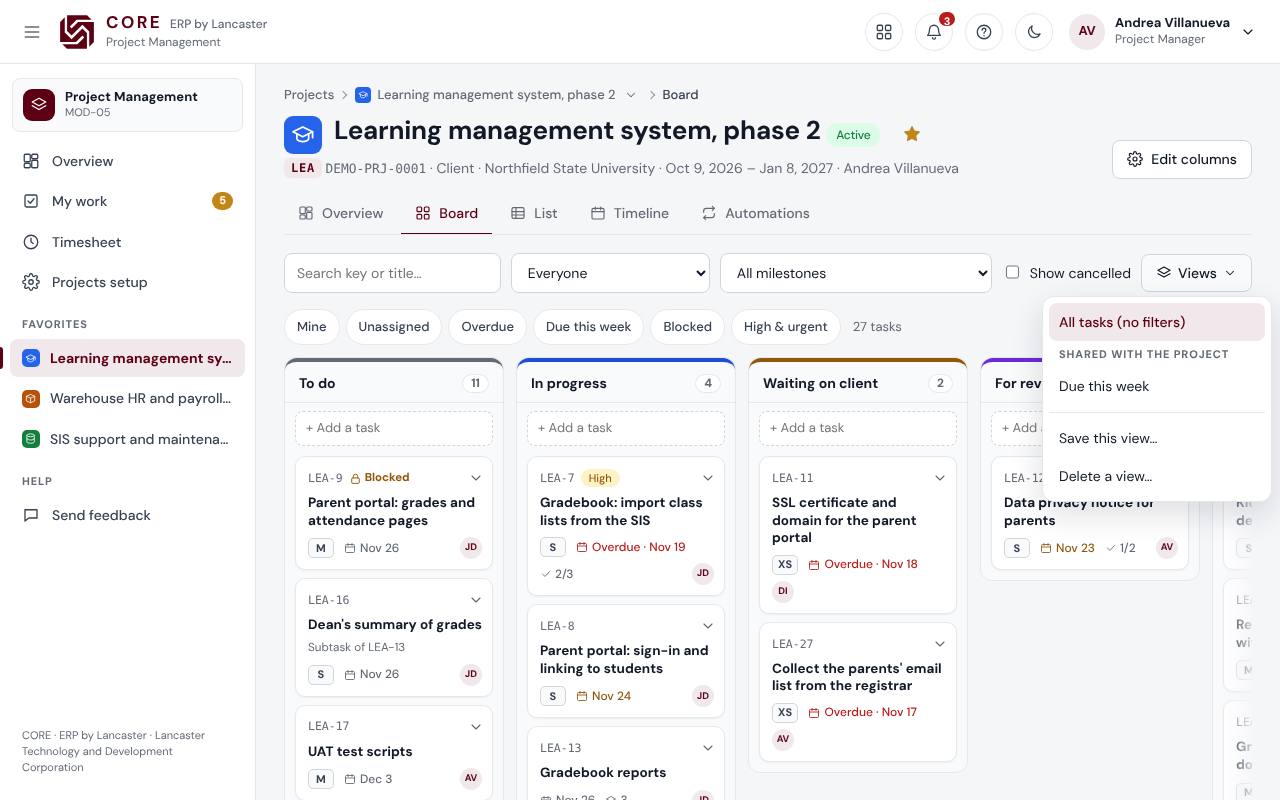 CORE ERP by Lancaster
Project Management
3
AV
Andrea Villanueva
Project Manager
Project Management
MOD-05
Overview
My work 5
Timesheet
Projects setup
FAVORITES
Learning management sy...
Warehouse HR and payroll...
SIS support and maintena...
HELP
Send feedback
CORE · ERP by Lancaster · Lancaster
Technology and Development
Corporation
Projects > Learning management system, phase 2 > Board
Learning management system, phase 2 Active
LEA DEMO-PRJ-0001 · Client · Northfield State University · Oct 9, 2026 – Jan 8, 2027 · Andrea Villanueva
Edit columns
Overview Board List Timeline Automations
Search key or title... Everyone All milestones Show cancelled Views
Mine Unassigned Overdue Due this week Blocked High & urgent 27 tasks
All tasks (no filters)
SHARED WITH THE PROJECT
Due this week
Save this view...
Delete a view...
To do 11
+ Add a task
LEA-9 Blocked
Parent portal: grades and
attendance pages
M Nov 26 JD
LEA-16
Dean's summary of grades
Subtask of LEA-13
S Nov 26 JD
LEA-17
UAT test scripts
M Dec 3 AV
In progress 4
+ Add a task
LEA-7 High
Gradebook: import class
lists from the SIS
S Overdue · Nov 19
2/3 JD
LEA-8
Parent portal: sign-in and
linking to students
S Nov 24 JD
LEA-13
Gradebook reports
Nov 26 3
Waiting on client 2
+ Add a task
LEA-11
SSL certificate and
domain for the parent
portal
XS Overdue · Nov 18
DI
LEA-27
Collect the parents' email
list from the registrar
XS Overdue · Nov 17
AV
For rev
+ Add a
LEA-12
Data privacy notice for
parents
S Nov 23 1/2 AV
de
S
LEA
Re
wi
M
LEA
Gr
do
M